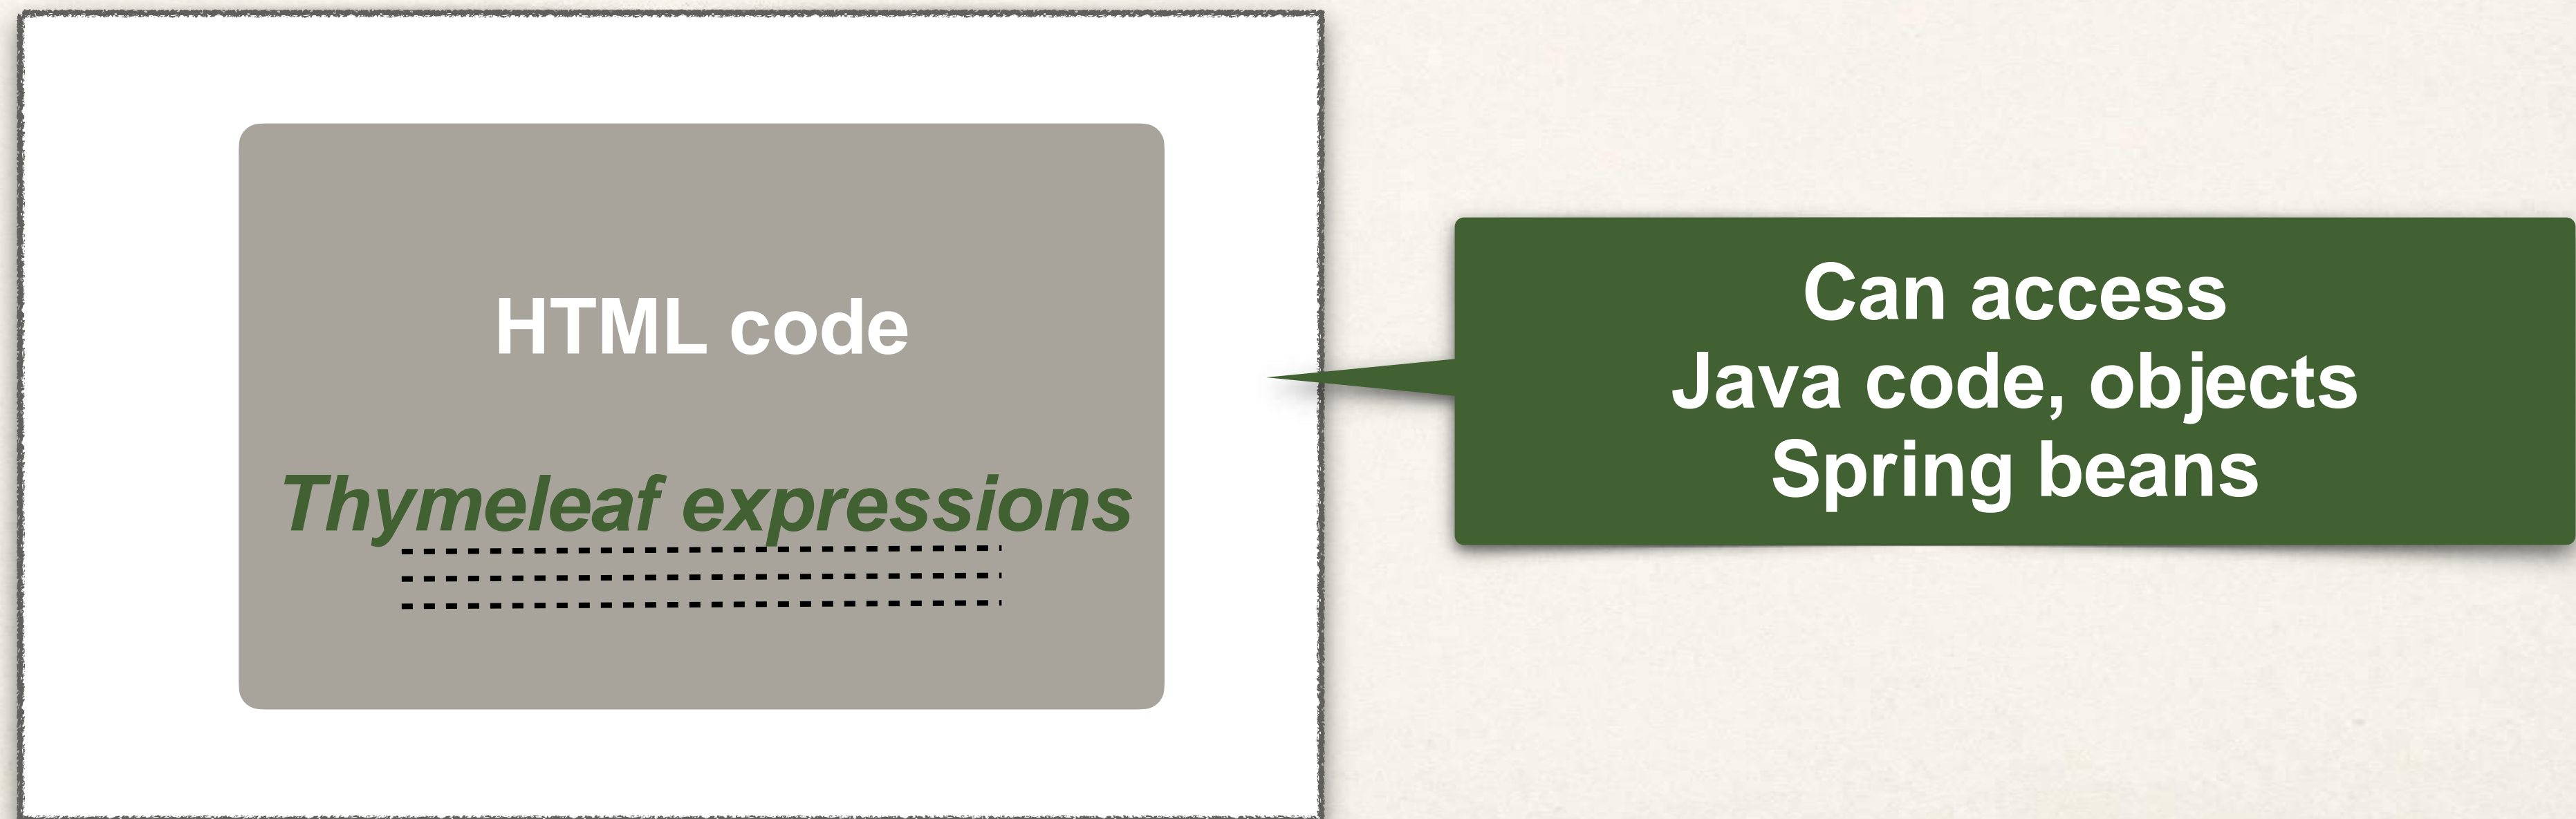 HTML code
Thymeleaf expressions
Can access
Java code, objects
Spring beans